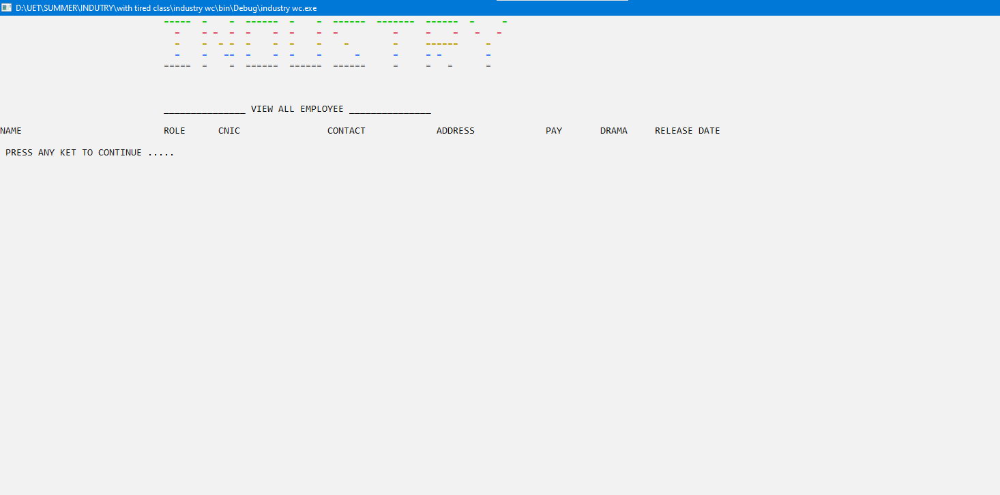 D:\UET\SUMMER\INDUTRY\with tired class\industry wc\bin\Debug\industry wc.exe
INDUSTRY
_______________ VIEW ALL EMPLOYEE _______________
NAME ROLE CNIC CONTACT ADDRESS PAY DRAMA RELEASE DATE
PRESS ANY KET TO CONTINUE .....